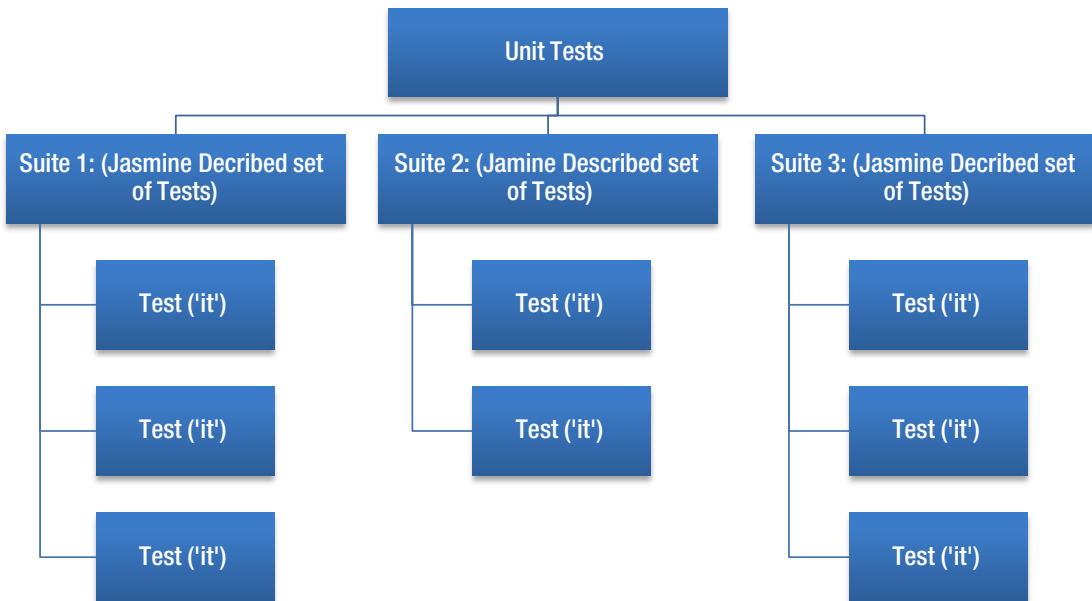 Unit Tests
Suite 1: (Jasmine Decribed set
of Tests)
Suite 2: (Jamine Described set
of Tests)
Suite 3: (Jasmine Decribed set
of Tests)
Test ('it')
Test ('it')
Test ('it')
Test ('it')
Test ('it')
Test ('it')
Test ('it')
Test ('it')